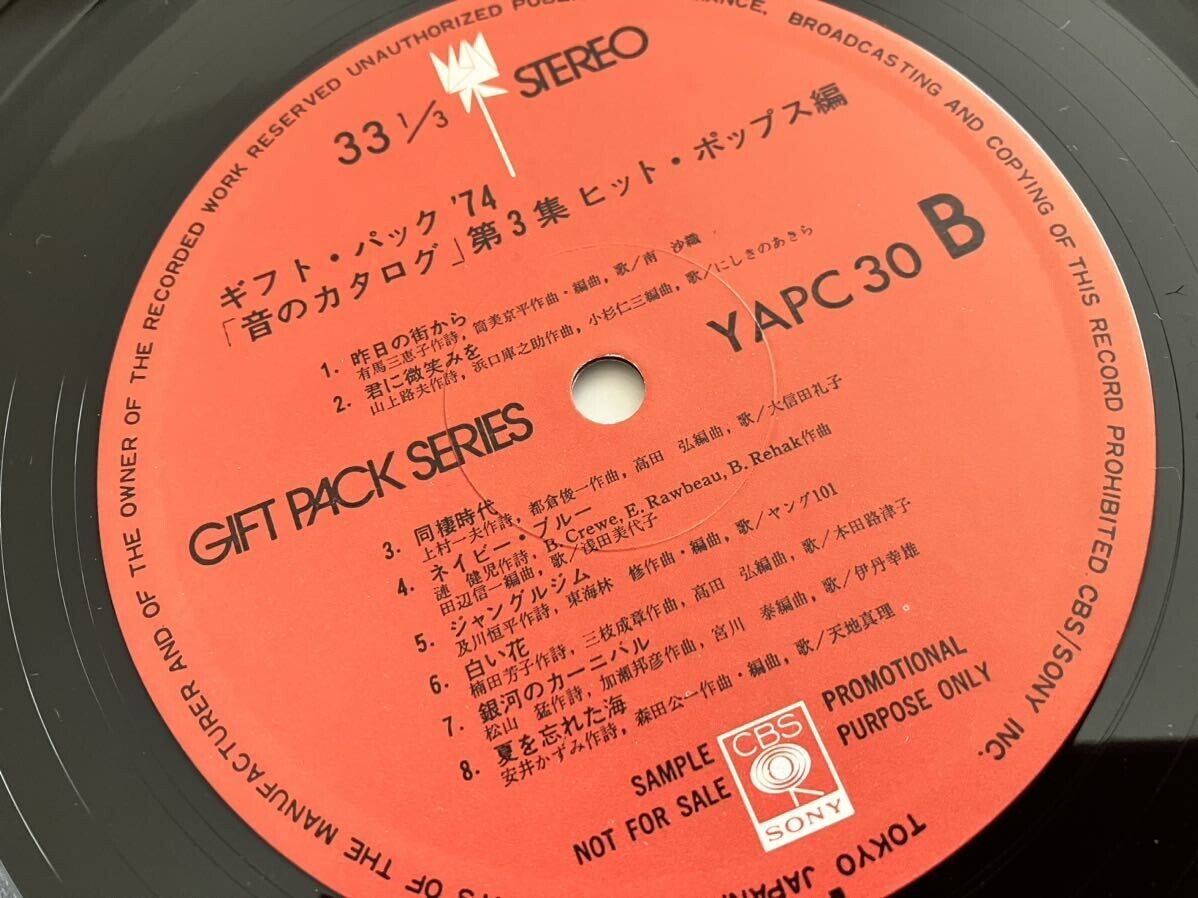 33 1/3
STEREO
ギフト・パック '74
「音のカタログ」第3集 ヒット・ポップス編
YAPC 30 B
1. 昨日の街から
有馬三恵子作詩, 筒美京平作曲・編曲, 歌/南 沙織
2. 君に微笑みを
山上路夫作詩, 浜口庫之助作曲, 小杉仁三編曲, 歌/にしきのあきら
GIFT PACK SERIES
3. 同棲時代
上村一夫作詩, 都倉俊一作曲, 高田 弘編曲, 歌/大信田礼子
4. ネイビー・ブルー
漣 健児作詩, B. Crewe, E. Rawbeau, B. Rehak作曲
田辺信一編曲, 歌/浅田美代子
5. ジャングルジム
及川恒平作詩, 東海林 修作曲・編曲, 歌/ヤング101
6. 白い花
楠田芳子作詩, 三枝成章作曲, 高田 弘編曲, 歌/本田路津子
7. 銀河のカーニバル
松山 猛作詩, 加瀬邦彦作曲, 宮川 泰編曲, 歌/伊丹幸雄
8. 夏を忘れた海
安井かずみ作詩, 森田公一作曲・編曲, 歌/天地真理。
SAMPLE
NOT FOR SALE
CBS
SONY
PROMOTIONAL
PURPOSE ONLY
OF THE MANUFACTURER AND OF THE OWNER OF THE RECORDED WORK RESERVED UNAUTHORIZED BROADCASTING AND COPYING OF THIS RECORD PROHIBITED. CBS/SONY INC.
TOKYO JAPAN